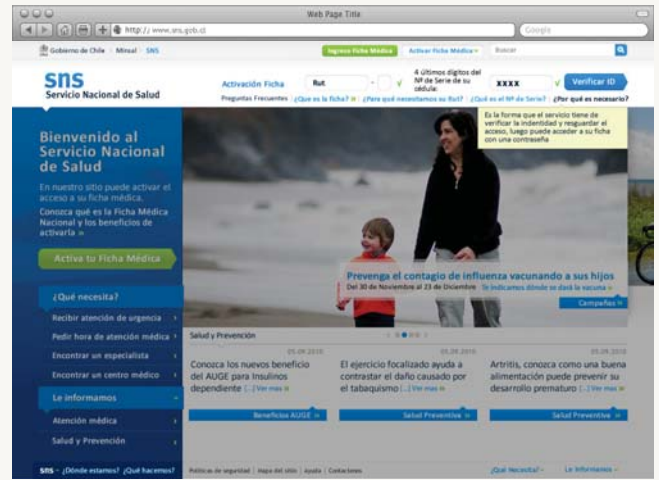 Web Page Title
http:// www.sns.gob.cl
Google
Gobierno de Chile Minsal SNS
Ingreso Ficha Médica
Activar Ficha Médica
Buscar
sns
Servicio Nacional de Salud
Activación Ficha
Rut
-
4 últimos dígitos del
Nº de Serie de su
cédula:
xxxx
Verificar ID
Preguntas Frecuentes | ¿Que es la ficha? » | ¿Para qué necesitamos su Rut? | ¿Qué es el Nº de Serie? | ¿Por qué es necesario?
Es la forma que el servicio tiene de
verificar la indentidad y resguardar el
acceso, luego puede acceder a su ficha
con una contraseña
Bienvenido al
Servicio Nacional
de Salud
En nuestro sitio puede activar el
acceso a su ficha médica.
Conozca qué es la Ficha Médica
Nacional y los beneficios de
activarla »
Activa tu Ficha Médica
¿Qué necesita?
Recibir atención de urgencia
Pedir hora de atención médica
Encontrar un especialista
Encontrar un centro médico
Le informamos
Atención médica
Salud y Prevención
Prevenga el contagio de influenza vacunando a sus hijos
Del 30 de Noviembre al 23 de Diciembre Te indicamos dónde se dará la vacuna »
Campañas »
Salud y Prevención
05.09.2010
Conozca los nuevos beneficio
del AUGE para Insulinos
dependiente [...] Ver mas »
Beneficios AUGE »
05.09.2010
El ejercicio focalizado ayuda a
contrastar el daño causado por
el tabaquismo [...] Ver mas »
Salud Preventiva »
05.09.2010
Artritis, conozca como una buena
alimentación puede prevenir su
desarrollo prematuro [...] Ver mas »
Salud Preventiva »
sns - ¿Dónde estamos? ¿Qué hacemos?
Políticas de seguridad | Mapa del sitio | Ayuda | Contactenos
¿Qué Necesita?
Le Informamos